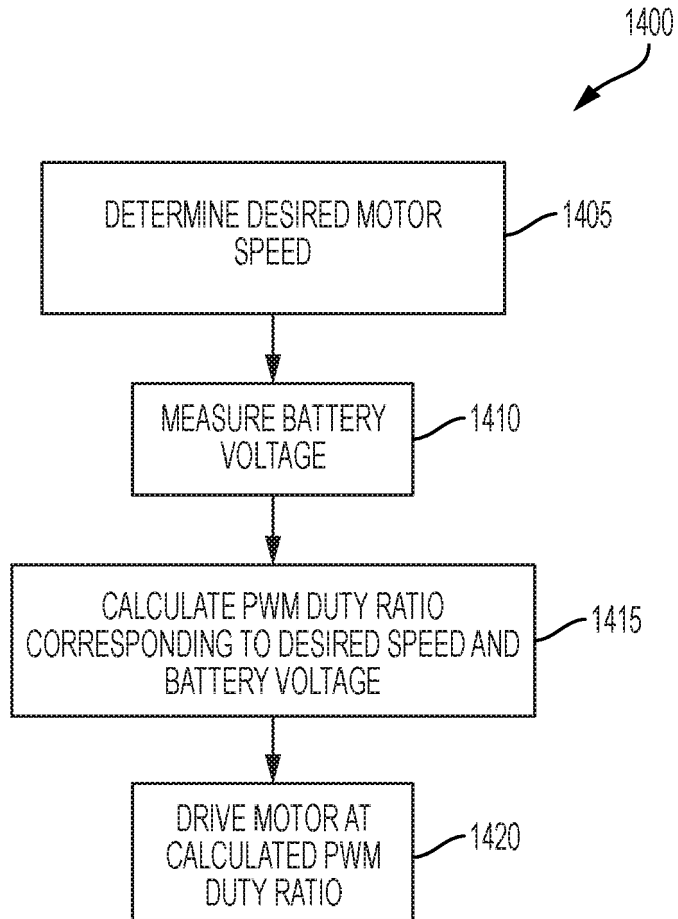 1400
DETERMINE DESIRED MOTOR
SPEED
1405
MEASURE BATTERY
VOLTAGE
1410
CALCULATE PWM DUTY RATIO
CORRESPONDING TO DESIRED SPEED AND
BATTERY VOLTAGE
1415
DRIVE MOTOR AT
CALCULATED PWM
DUTY RATIO
1420